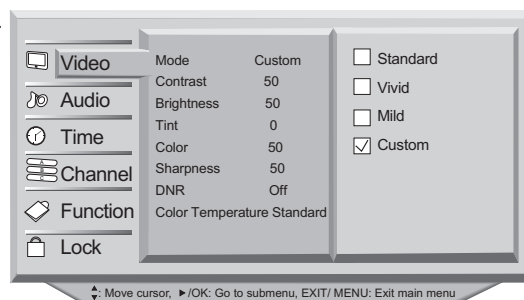 Video
Audio
Time
Channel
Function
Lock
Mode Custom
Contrast 50
Brightness 50
Tint 0
Color 50
Sharpness 50
DNR Off
Color Temperature Standard
Standard
Vivid
Mild
Custom
: Move cursor, ►/OK: Go to submenu, EXIT/ MENU: Exit main menu